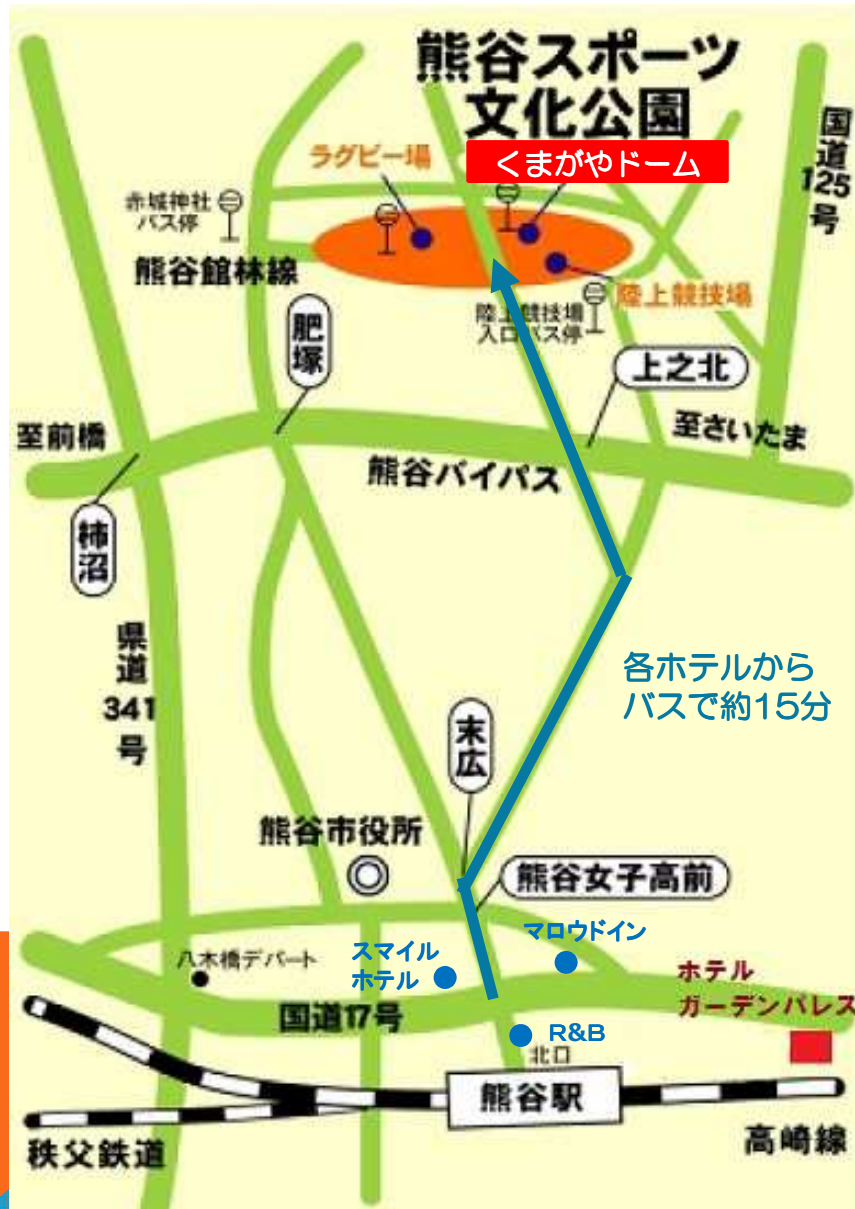 熊谷スポーツ
文化公園
くまがやドーム
ラグビー場
国道
125
号
赤城神社
バス停
熊谷館林線
陸上競技場
陸上競技場
入口バス停
肥塚
上之北
至前橋
至さいたま
熊谷バイパス
柿沼
県道
341
号
各ホテルから
バスで約15分
末広
熊谷市役所
熊谷女子高前
八木橋デパート
スマイル
ホテル
マロウドイン
ホテル
ガーデンパレス
国道17号
R&B
北口
熊谷駅
秩父鉄道
高崎線